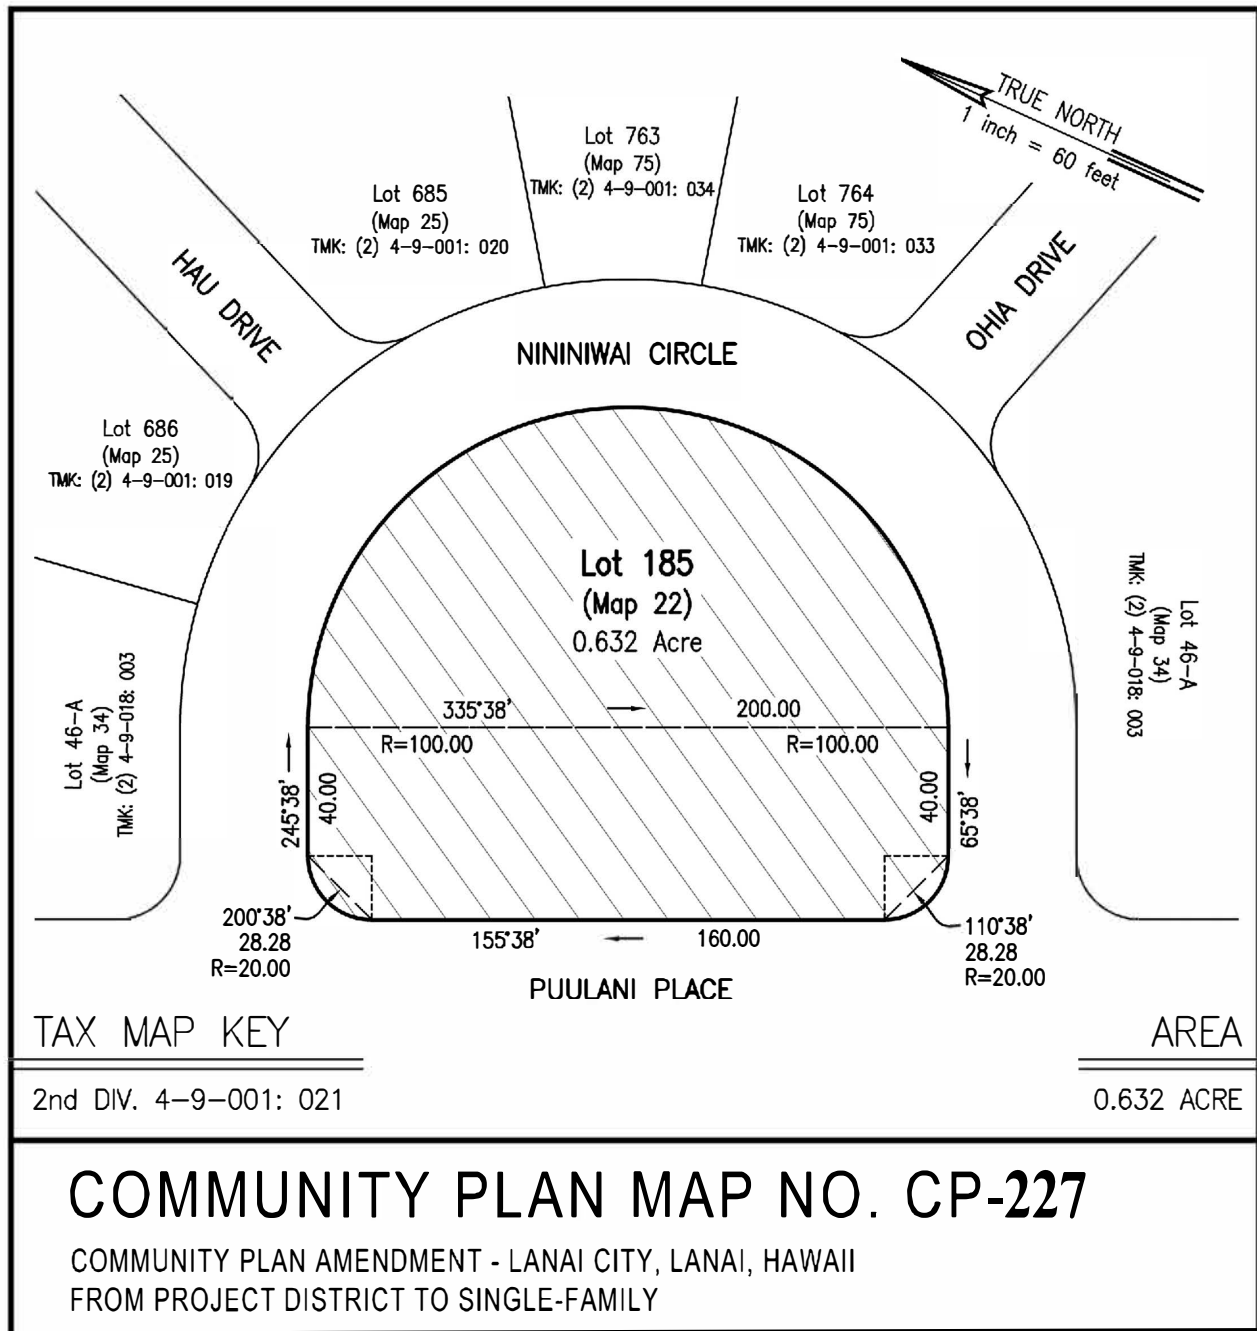 TRUE NORTH
1 inch = 60 feet
Lot 763
(Map 75)
TMK: (2) 4-9-001: 034
Lot 685
(Map 25)
TMK: (2) 4-9-001: 020
Lot 764
(Map 75)
TMK: (2) 4-9-001: 033
HAU DRIVE
OHIA DRIVE
NININIWAI CIRCLE
Lot 686
(Map 25)
TMK: (2) 4-9-001: 019
Lot 185
(Map 22)
0.632 Acre
Lot 46-A
(Map 34)
TMK: (2) 4-9-018: 003
Lot 46-A
(Map 34)
TMK: (2) 4-9-018: 003
335°38' 200.00
R=100.00 R=100.00
245°38'
40.00
40.00
65°38'
200°38'
28.28
R=20.00
155°38' 160.00
110°38'
28.28
R=20.00
PUULANI PLACE
TAX MAP KEY
AREA
2nd DIV. 4-9-001: 021
0.632 ACRE
COMMUNITY PLAN MAP NO. CP-227
COMMUNITY PLAN AMENDMENT - LANAI CITY, LANAI, HAWAII
FROM PROJECT DISTRICT TO SINGLE-FAMILY